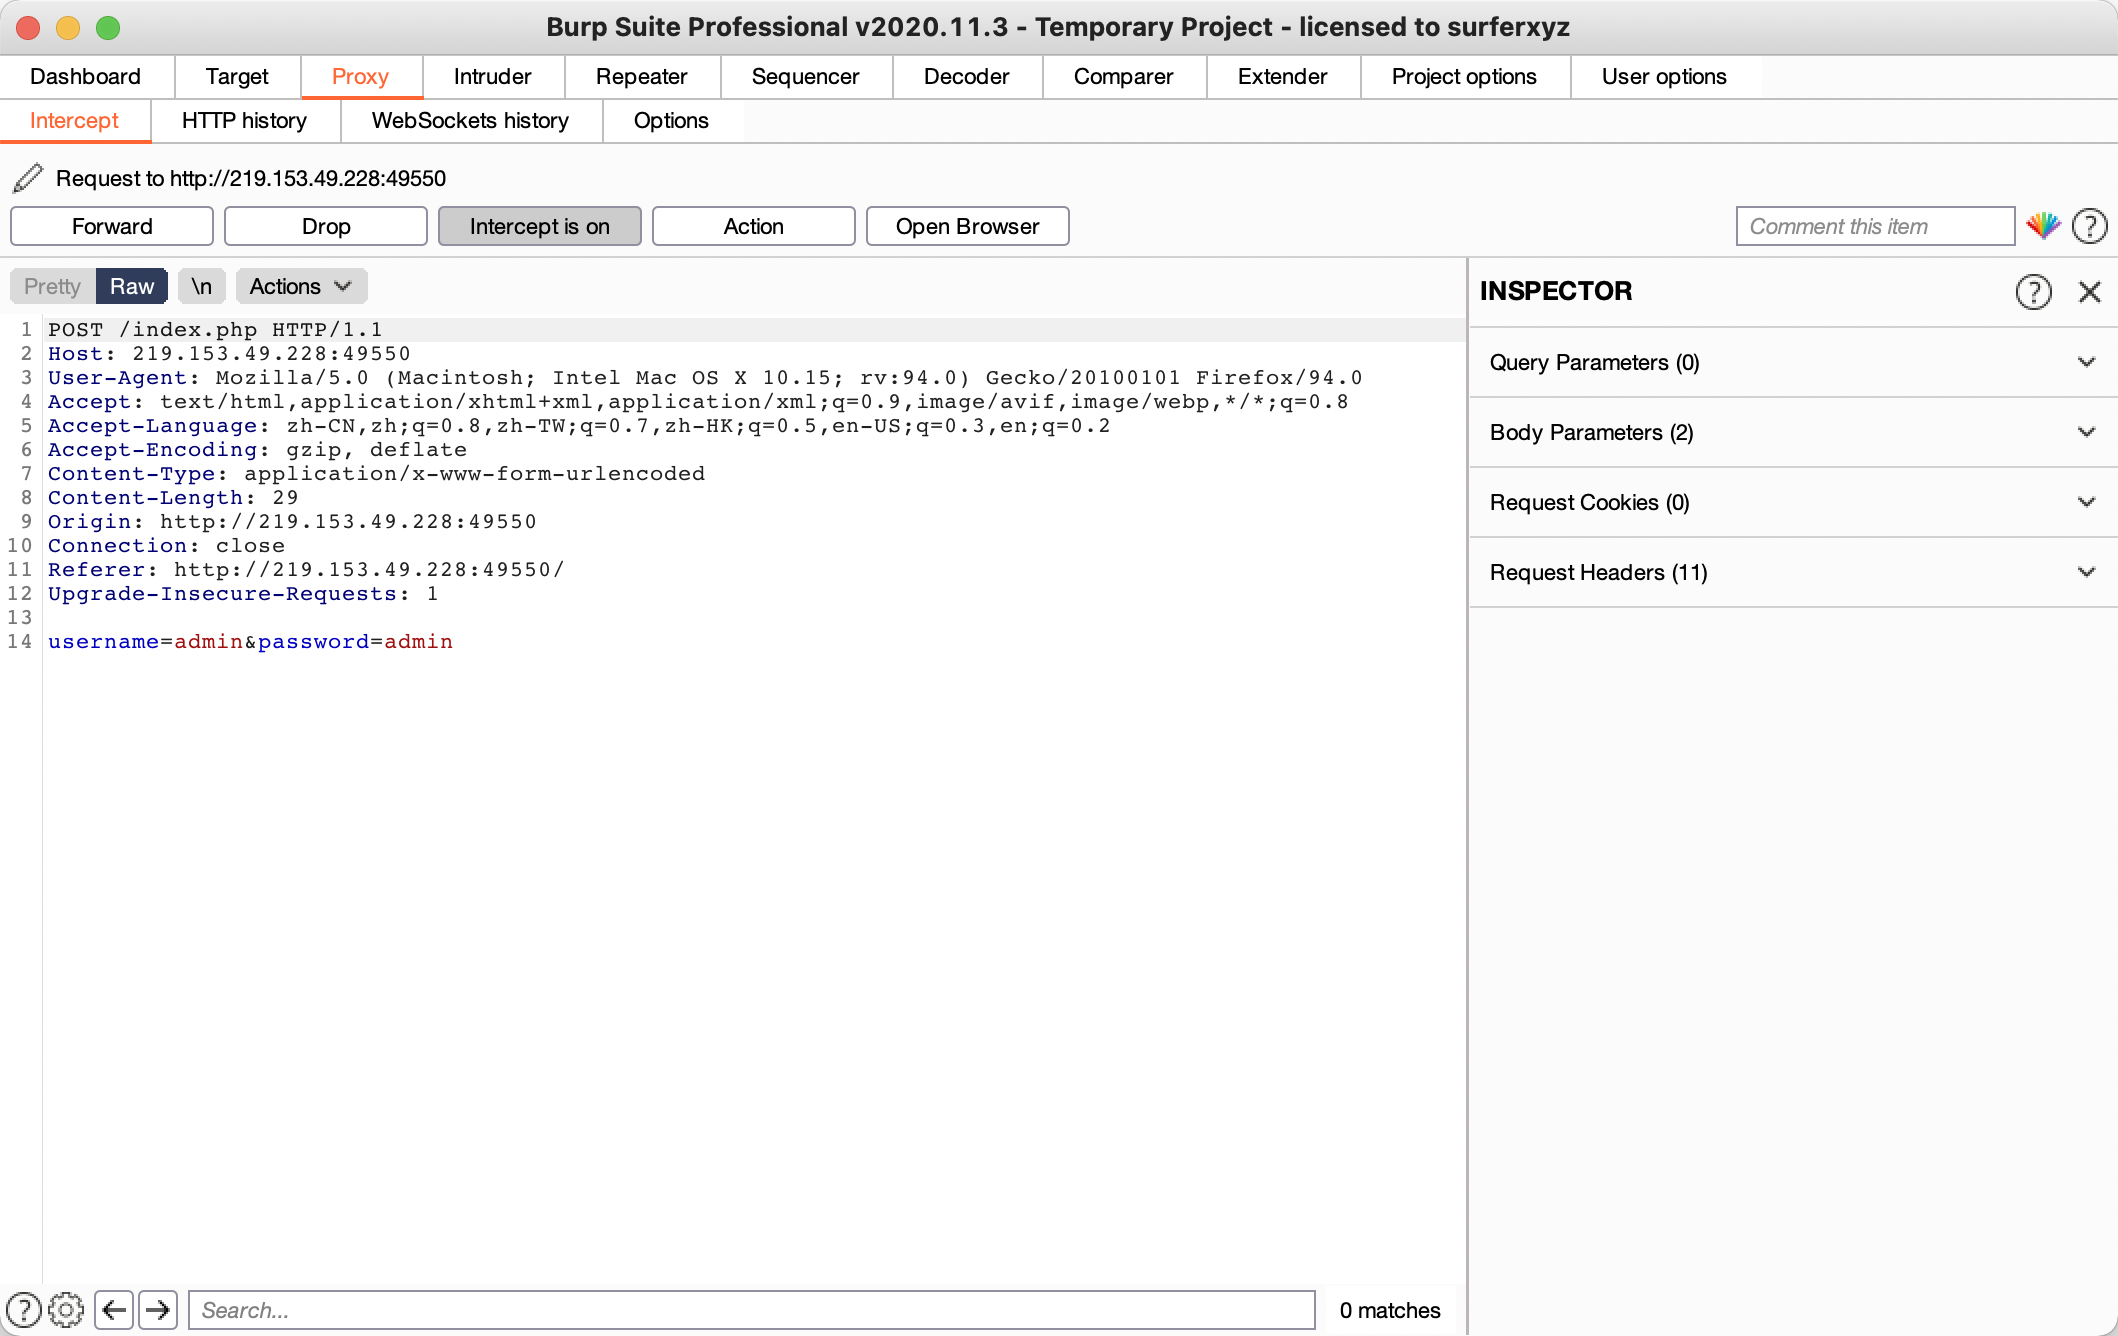 Burp Suite Professional v2020.11.3 - Temporary Project - licensed to surferxyz
Dashboard Target Proxy Intruder Repeater Sequencer Decoder Comparer Extender Project options User options
Intercept HTTP history WebSockets history Options
Request to http://219.153.49.228:49550
Forward Drop Intercept is on Action Open Browser Comment this item ?
Pretty Raw \n Actions
INSPECTOR ?
1 POST /index.php HTTP/1.1
2 Host: 219.153.49.228:49550
3 User-Agent: Mozilla/5.0 (Macintosh; Intel Mac OS X 10.15; rv:94.0) Gecko/20100101 Firefox/94.0
4 Accept: text/html,application/xhtml+xml,application/xml;q=0.9,image/avif,image/webp,*/*;q=0.8
5 Accept-Language: zh-CN,zh;q=0.8,zh-TW;q=0.7,zh-HK;q=0.5,en-US;q=0.3,en;q=0.2
6 Accept-Encoding: gzip, deflate
7 Content-Type: application/x-www-form-urlencoded
8 Content-Length: 29
9 Origin: http://219.153.49.228:49550
10 Connection: close
11 Referer: http://219.153.49.228:49550/
12 Upgrade-Insecure-Requests: 1
13
14 username=admin&password=admin
Query Parameters (0)
Body Parameters (2)
Request Cookies (0)
Request Headers (11)
? Search... 0 matches